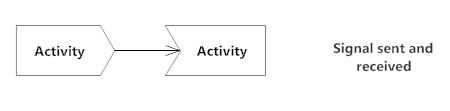 Activity
Activity
Signal sent and
received